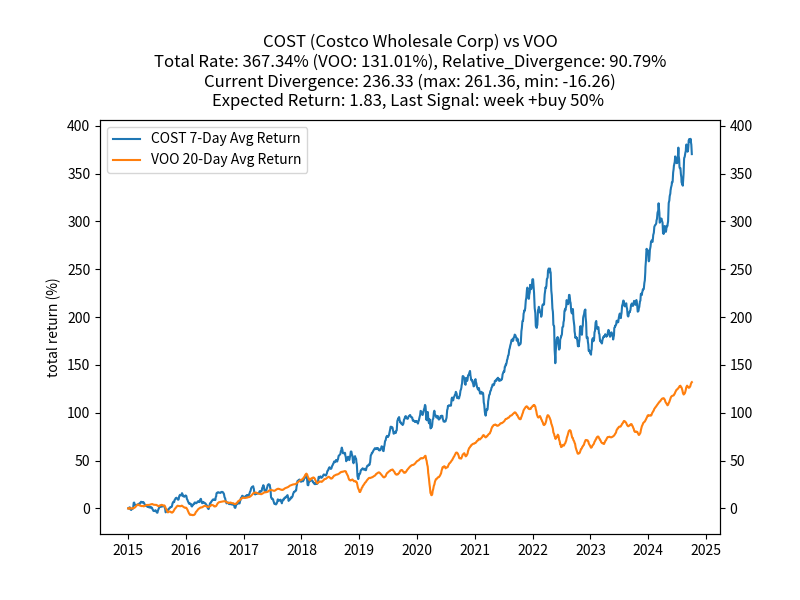 COST (Costco Wholesale Corp) vs VOO
Total Rate: 367.34% (VOO: 131.01%), Relative_Divergence: 90.79%
Current Divergence: 236.33 (max: 261.36, min: -16.26)
Expected Return: 1.83, Last Signal: week +buy 50%
COST 7-Day Avg Return
VOO 20-Day Avg Return
total return (%)
400
350
300
250
200
150
100
50
0
400
350
300
250
200
150
100
50
0
2015 2016 2017 2018 2019 2020 2021 2022 2023 2024 2025